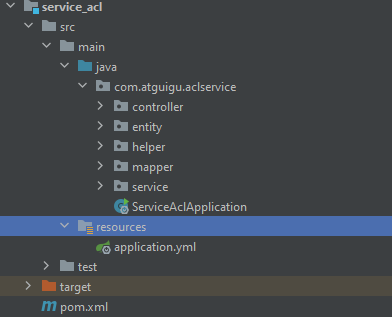 service_acl
src
main
java
com.atguigu.aclservice
controller
entity
helper
mapper
service
ServiceAclApplication
resources
application.yml
test
target
pom.xml